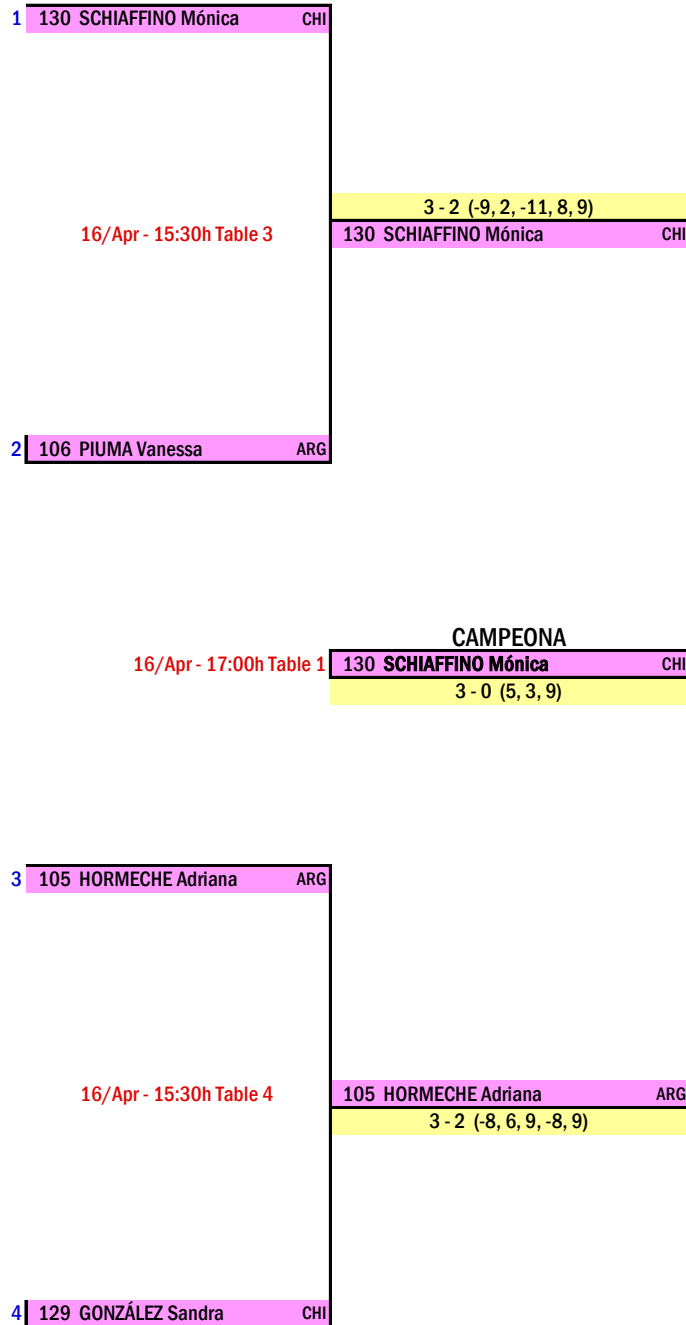 1 130 SCHIAFFINO Mónica CHI
3 - 2 (-9, 2, -11, 8, 9)
16/Apr - 15:30h Table 3 130 SCHIAFFINO Mónica CHI
2 106 PIUMA Vanessa ARG
CAMPEONA
16/Apr - 17:00h Table 1 130 SCHIAFFINO Mónica CHI
3 - 0 (5, 3, 9)
3 105 HORMECHE Adriana ARG
16/Apr - 15:30h Table 4 105 HORMECHE Adriana ARG
3 - 2 (-8, 6, 9, -8, 9)
4 129 GONZÁLEZ Sandra CHI